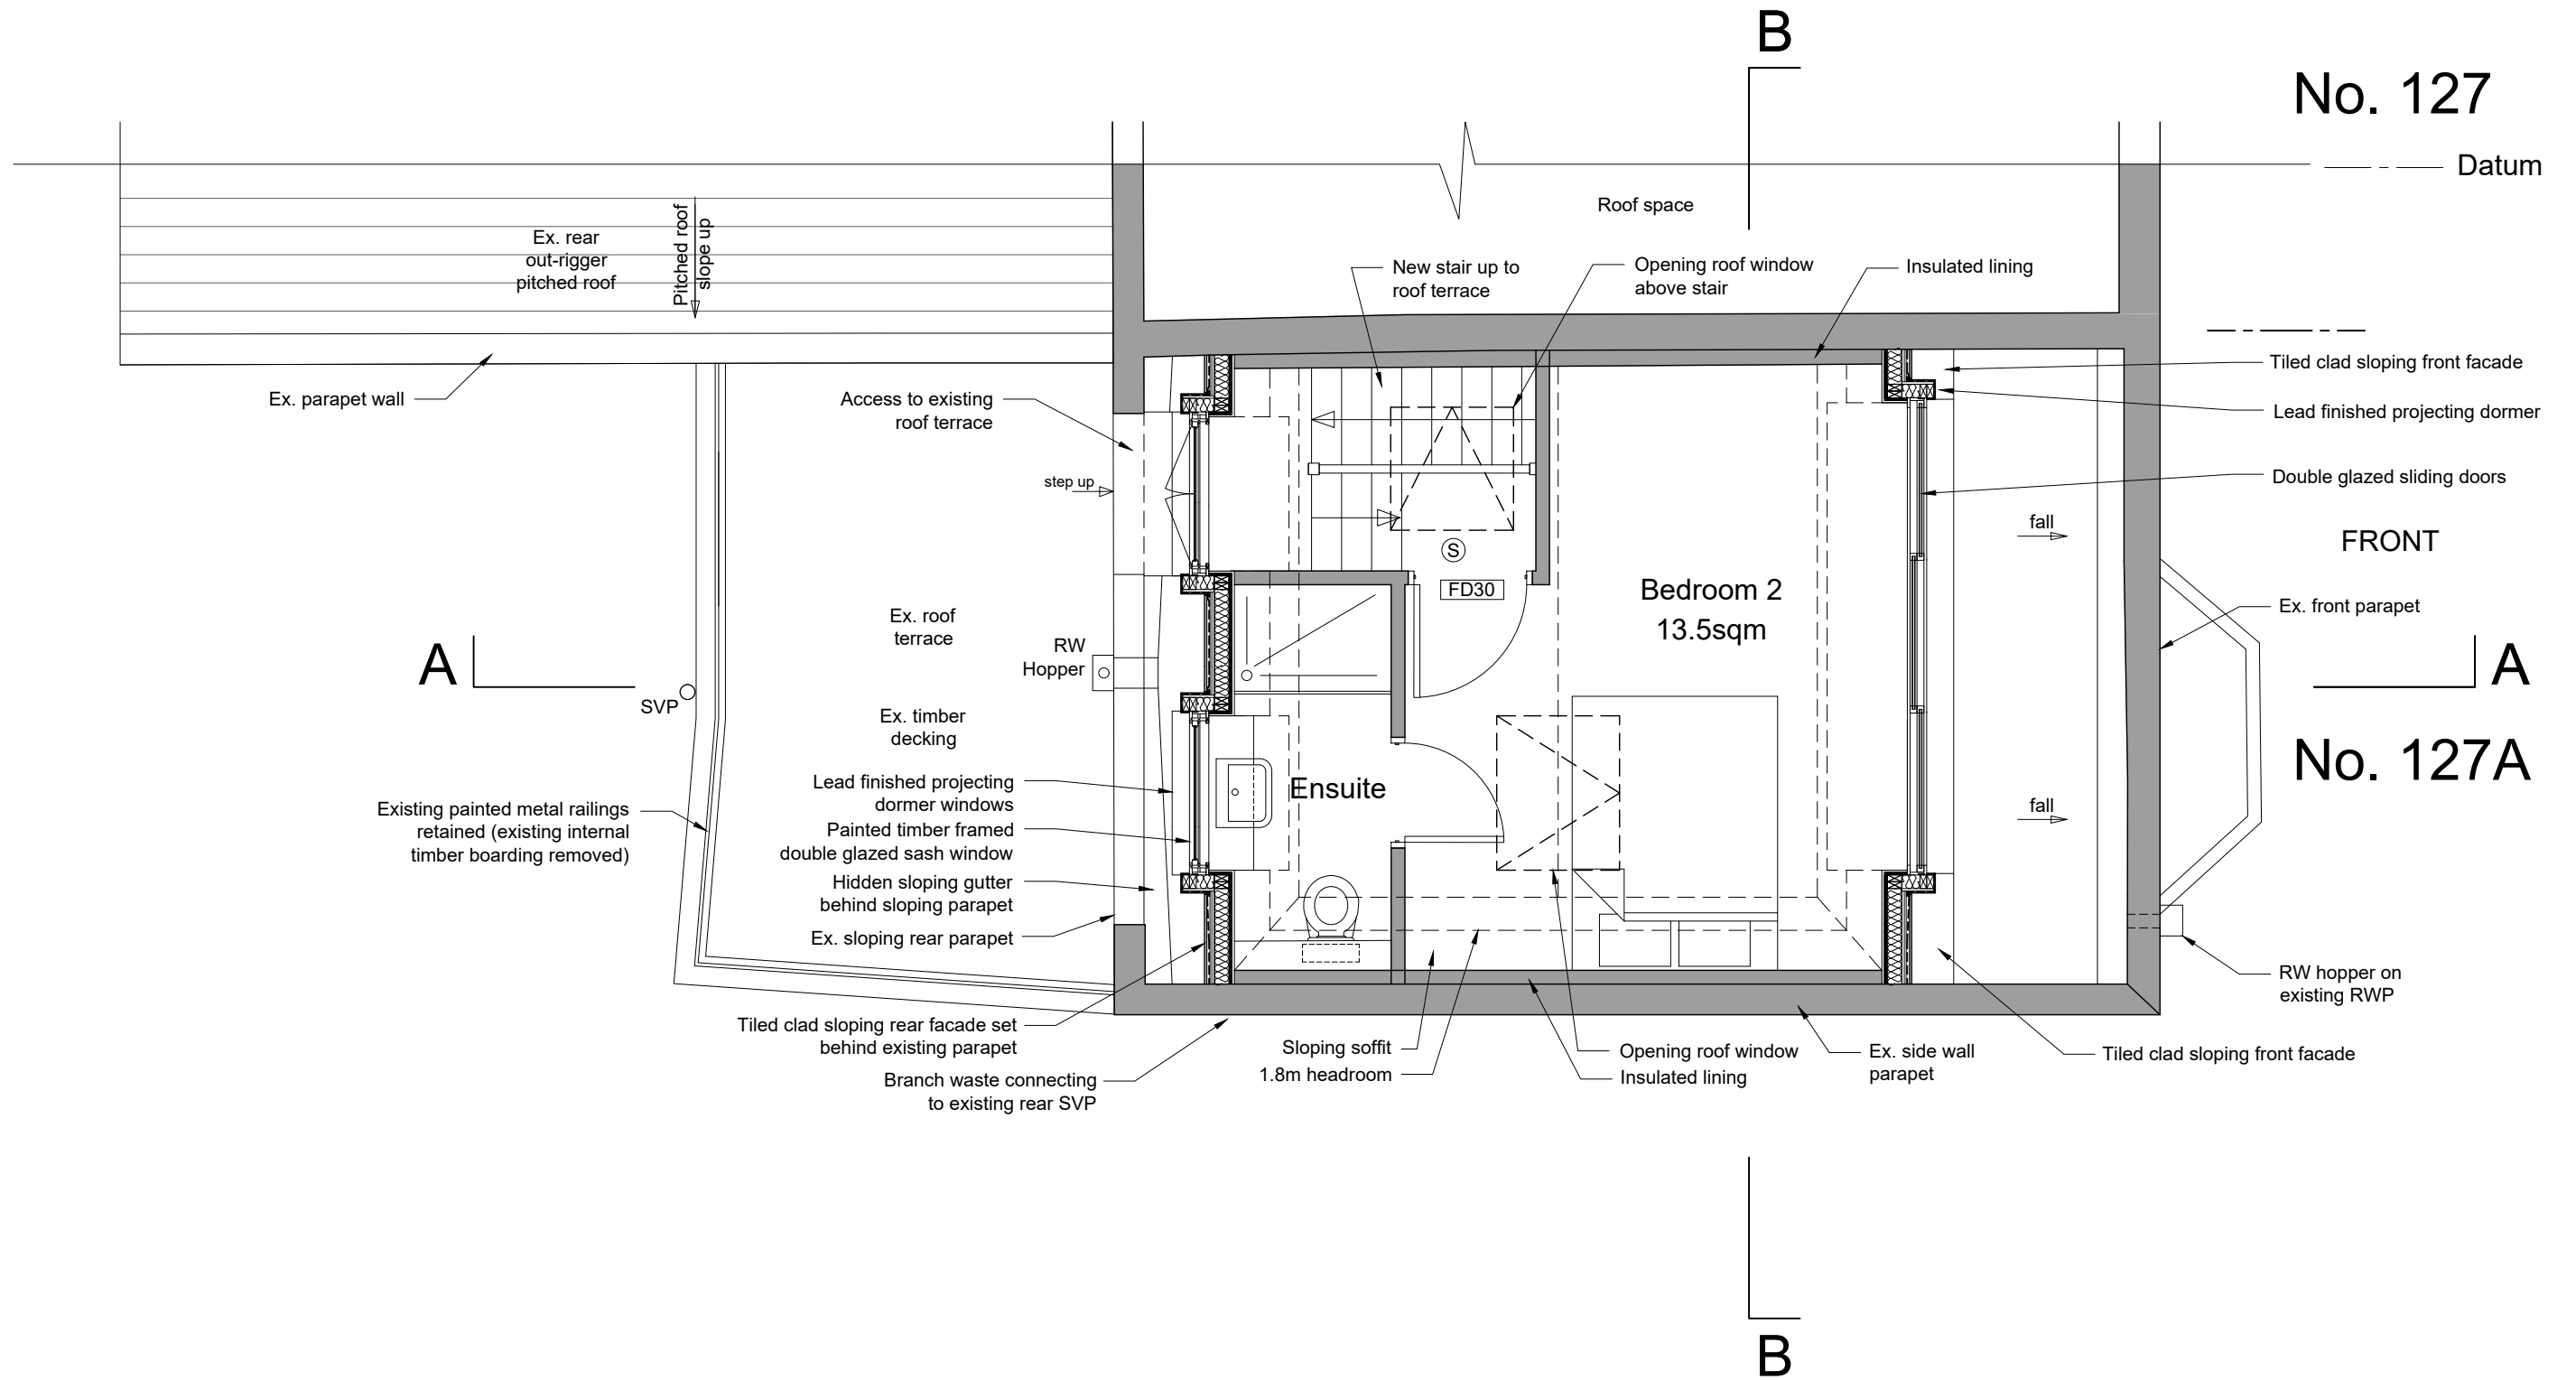 B
No. 127
Datum
Roof space
Ex. rear
out-rigger
pitched roof
Pitched roof
slope up
New stair up to
roof terrace
Opening roof window
above stair
Insulated lining
Tiled clad sloping front facade
Lead finished projecting dormer
Ex. parapet wall
Access to existing
roof terrace
step up
Double glazed sliding doors
fall
FRONT
S
FD30
Bedroom 2
13.5sqm
Ex. front parapet
Ex. roof
terrace
RW
Hopper
A
SVP
A
Ex. timber
decking
No. 127A
Ensuite
Lead finished projecting
dormer windows
Painted timber framed
double glazed sash window
Existing painted metal railings
retained (existing internal
timber boarding removed)
fall
Hidden sloping gutter
behind sloping parapet
Ex. sloping rear parapet
RW hopper on
existing RWP
Tiled clad sloping rear facade set
behind existing parapet
Branch waste connecting
to existing rear SVP
Sloping soffit
1.8m headroom
Opening roof window
Insulated lining
Ex. side wall
parapet
Tiled clad sloping front facade
B